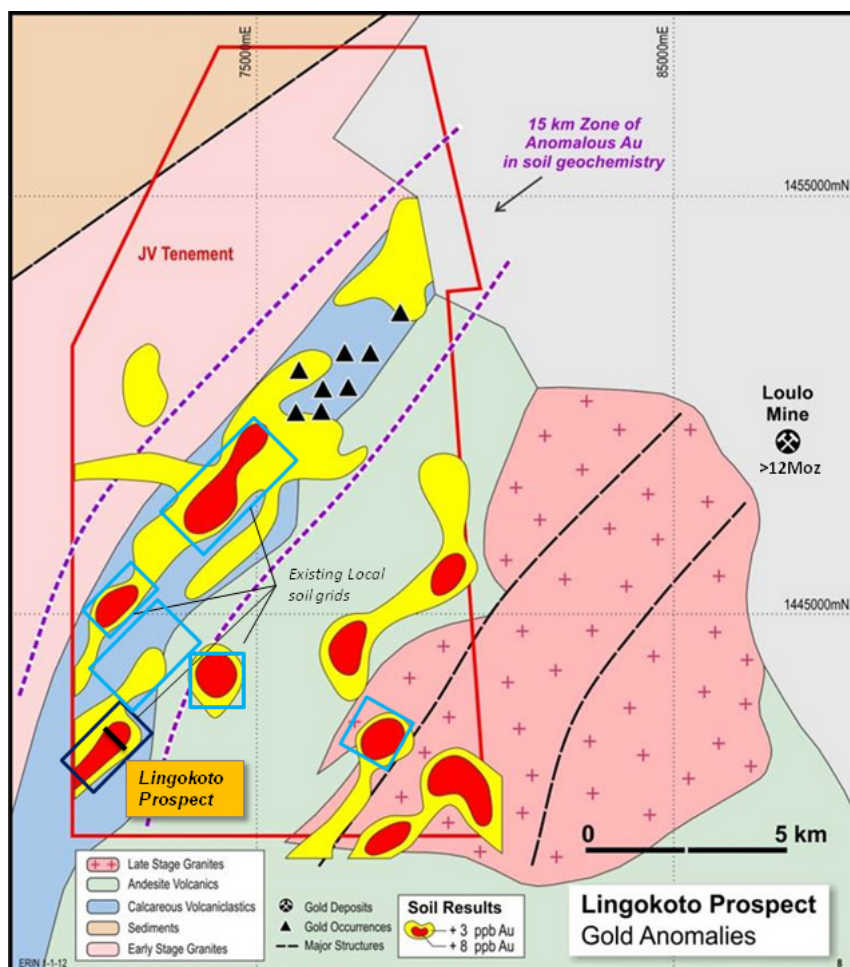 75000mE
85000mE
15 km Zone of
Anomalous Au
in soil geochemistry
1455000mN
JV Tenement
Loulo
Mine
>12Moz
Existing Local
soil grids
1445000mN
Lingokoto
Prospect
0 5 km
Late Stage Granites
Andesite Volcanics
Calcareous Volcaniclastics
Sediments
Early Stage Granites
Gold Deposits
Gold Occurrences
Major Structures
Soil Results
+ 3 ppb Au
+ 8 ppb Au
Lingokoto Prospect
Gold Anomalies
8